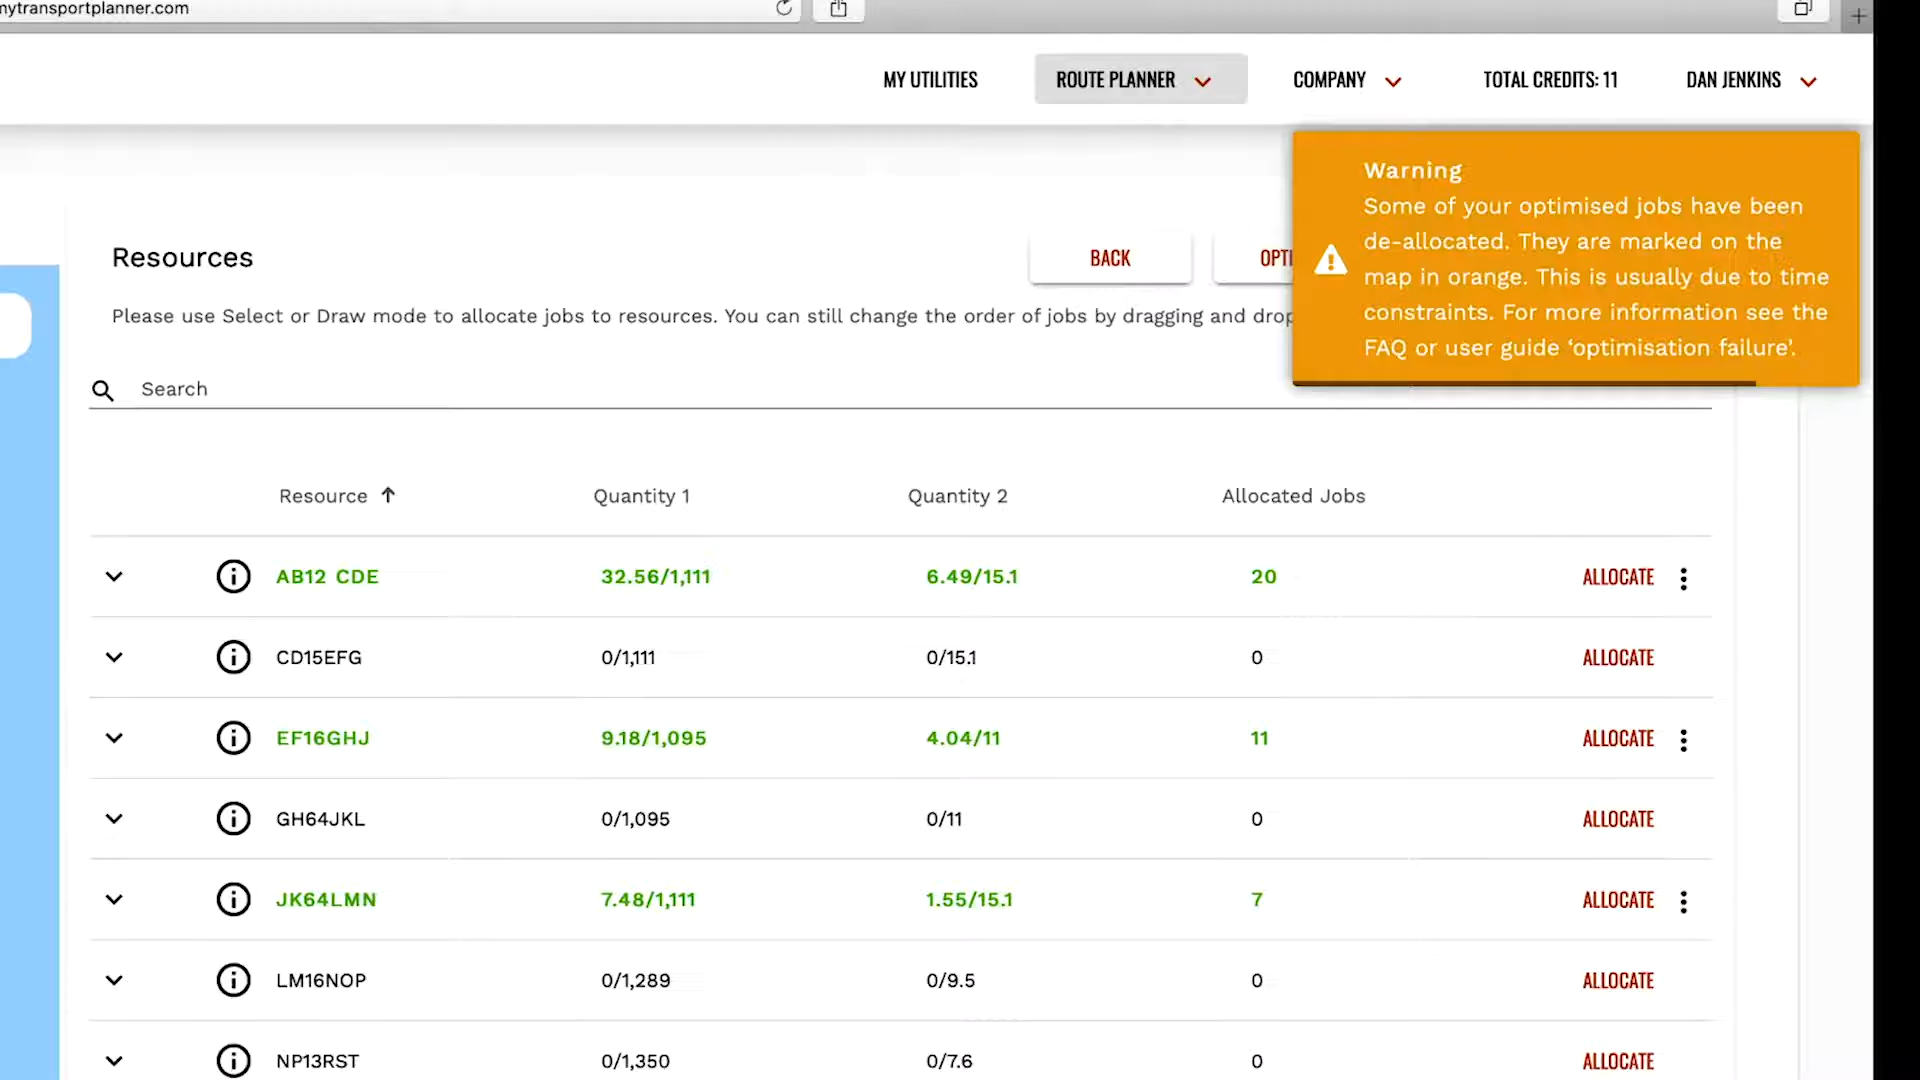 mytransportplanner.com
MY UTILITIES ROUTE PLANNER COMPANY TOTAL CREDITS: 11 DAN JENKINS
Warning
Some of your optimised jobs have been
de-allocated. They are marked on the
map in orange. This is usually due to time
constraints. For more information see the
FAQ or user guide ‘optimisation failure’.
Resources
BACK
Please use Select or Draw mode to allocate jobs to resources. You can still change the order of jobs by dragging and
Search
Resource Quantity 1 Quantity 2 Allocated Jobs
AB12 CDE 32.56/1,111 6.49/15.1 20 ALLOCATE
CD15EFG 0/1,111 0/15.1 0 ALLOCATE
EF16GHJ 9.18/1,095 4.04/11 11 ALLOCATE
GH64JKL 0/1,095 0/11 0 ALLOCATE
JK64LMN 7.48/1,111 1.55/15.1 7 ALLOCATE
LM16NOP 0/1,289 0/9.5 0 ALLOCATE
NP13RST 0/1,350 0/7.6 0 ALLOCATE